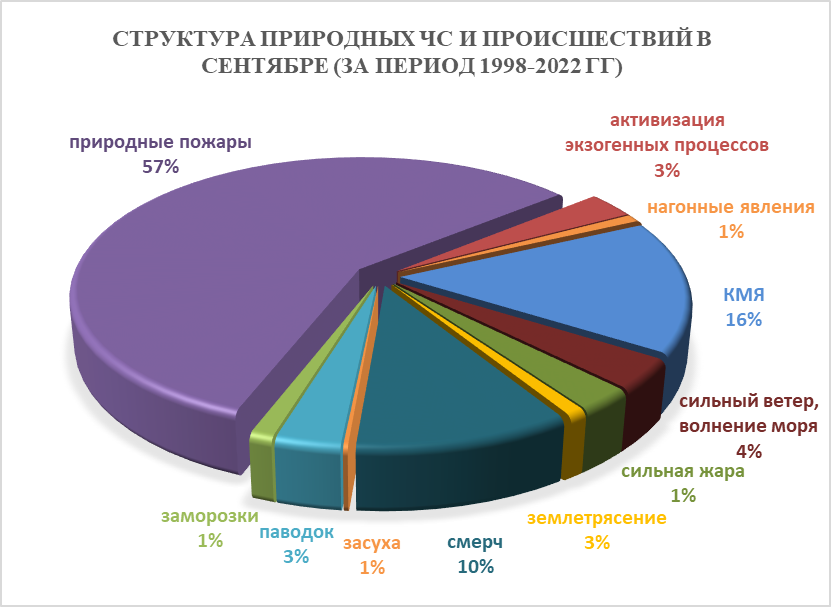 СТРУКТУРА ПРИРОДНЫХ ЧС И ПРОИСШЕСТВИЙ В
СЕНТЯБРЕ (ЗА ПЕРИОД 1998-2022 ГГ)
природные пожары
57%
активизация
экзогенных процессов
3%
нагонные явления
1%
КМЯ
16%
сильный ветер,
волнение моря
4%
сильная жара
1%
землетрясение
3%
смерч
10%
засуха
1%
паводок
3%
заморозки
1%